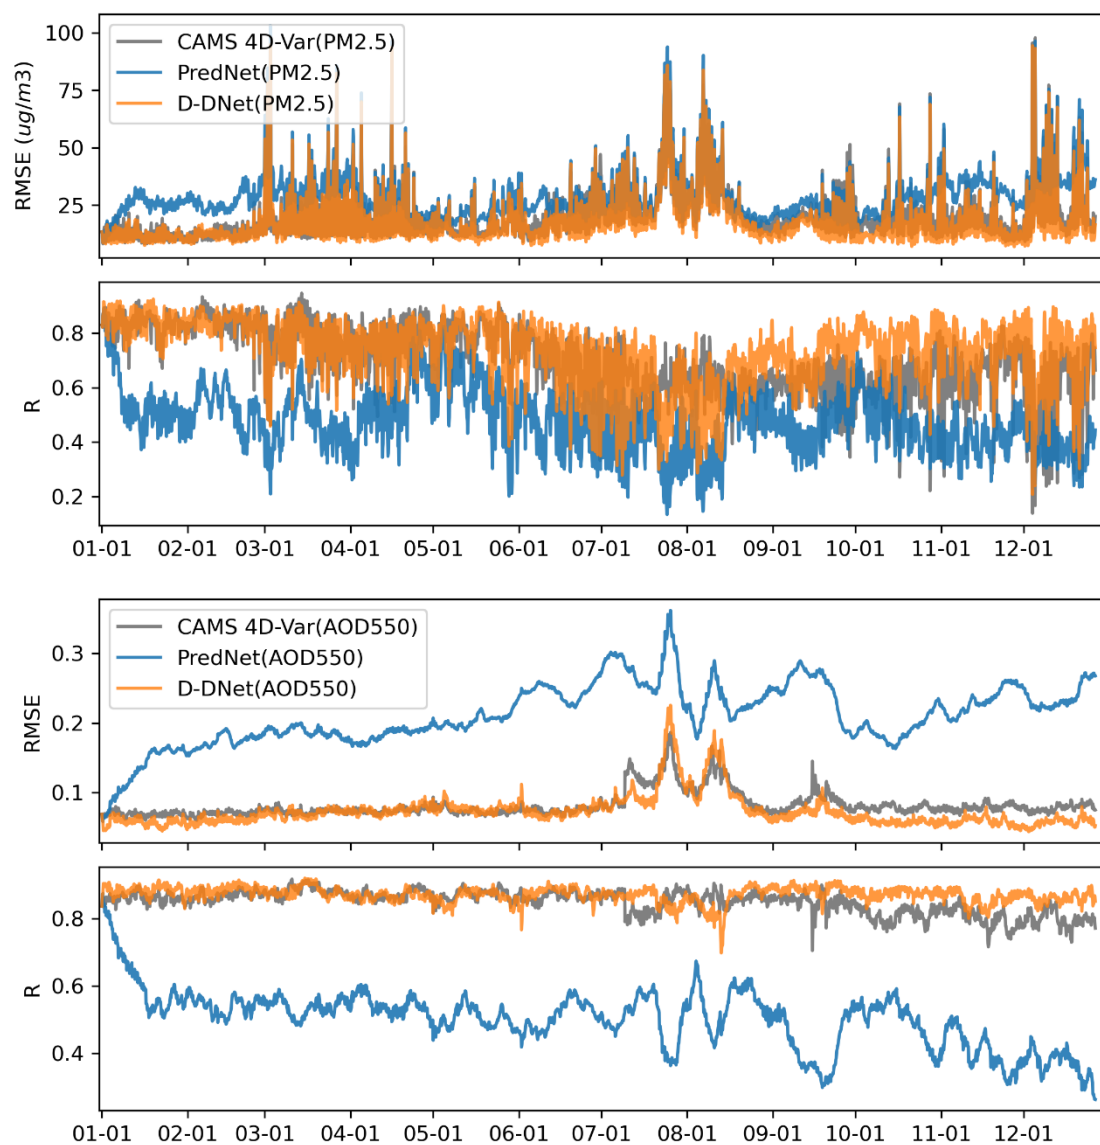 100
75
50
25
RMSE (ug/m3)
CAMS 4D-Var(PM2.5)
PredNet(PM2.5)
D-DNet(PM2.5)
0.8
0.6
0.4
0.2
R
01-01 02-01 03-01 04-01 05-01 06-01 07-01 08-01 09-01 10-01 11-01 12-01
0.3
0.2
0.1
RMSE
CAMS 4D-Var(AOD550)
PredNet(AOD550)
D-DNet(AOD550)
0.8
0.6
0.4
R
01-01 02-01 03-01 04-01 05-01 06-01 07-01 08-01 09-01 10-01 11-01 12-01